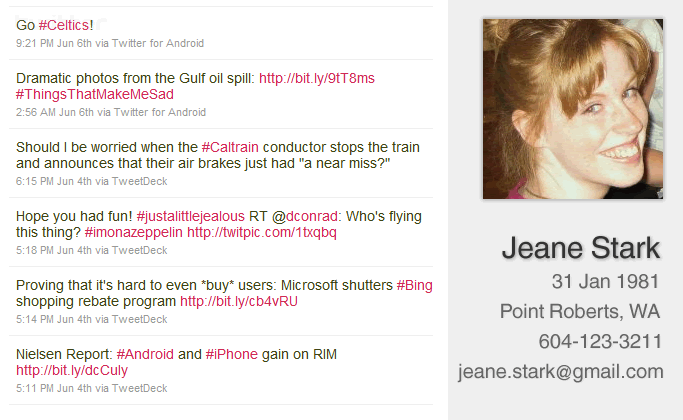 Go #Celtics!
9:21 PM Jun 6th via Twitter for Android
Dramatic photos from the Gulf oil spill: http://bit.ly/9tT8ms
#ThingsThatMakeMeSad
2:56 AM Jun 6th via Twitter for Android
Should I be worried when the #Caltrain conductor stops the train
and announces that their air brakes just had "a near miss?"
6:15 PM Jun 4th via TweetDeck
Hope you had fun! #justalittlejealous RT @dconrad: Who's flying
this thing? #imonazeppelin http://twitpic.com/1txqbq
5:18 PM Jun 4th via TweetDeck
Proving that it's hard to even *buy* users: Microsoft shutters #Bing
shopping rebate program http://bit.ly/cb4vRU
5:14 PM Jun 4th via TweetDeck
Nielsen Report: #Android and #iPhone gain on RIM
http://bit.ly/dcCuly
5:11 PM Jun 4th via TweetDeck
Jeane Stark
31 Jan 1981
Point Roberts, WA
604-123-3211
jeane.stark@gmail.com